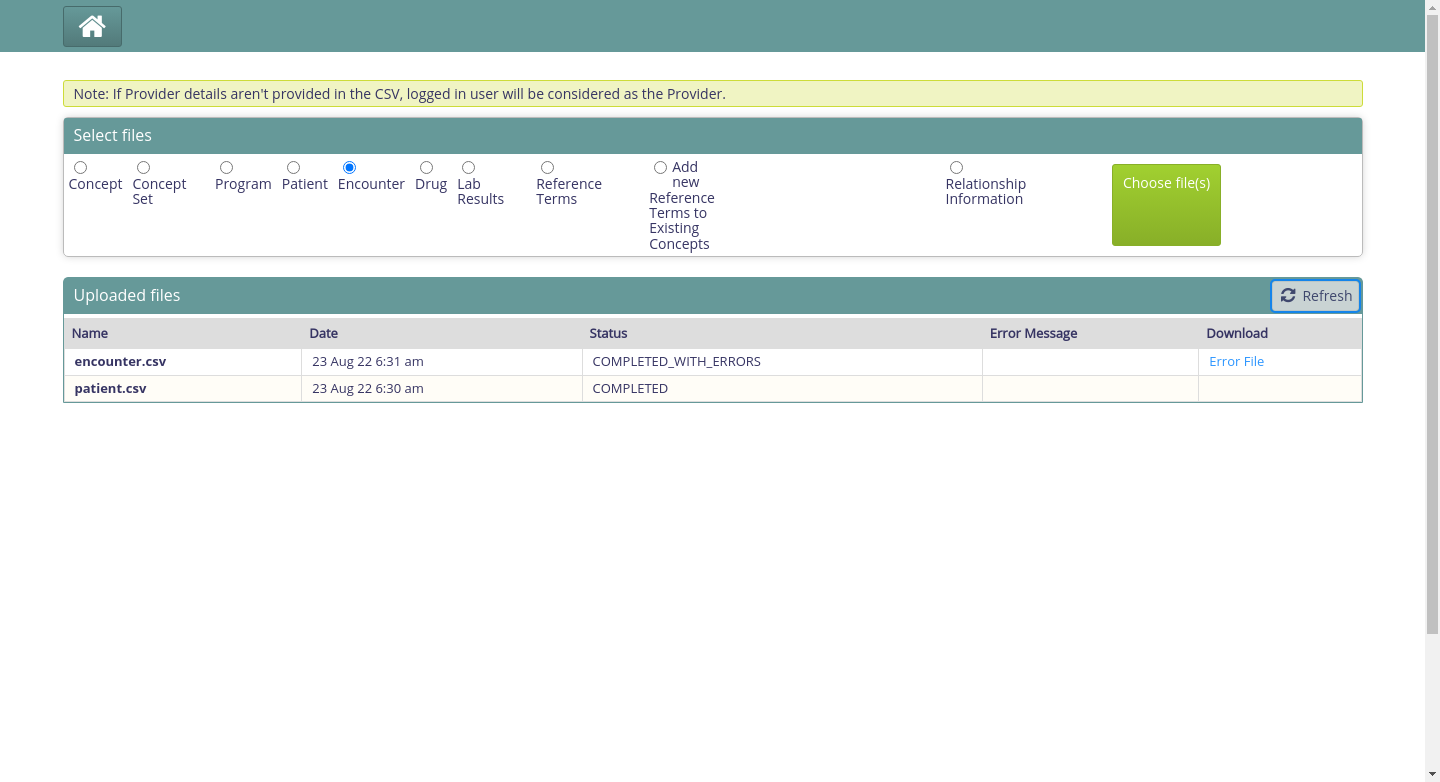 Note: If Provider details aren't provided in the CSV, logged in user will be considered as the Provider.
Select files
Concept
Concept
Set
Program
Patient
Encounter
Drug
Lab
Results
Reference
Terms
Add
new
Reference
Terms to
Existing
Concepts
Relationship
Information
Choose file(s)
Uploaded files
Refresh
Name Date Status Error Message Download
encounter.csv 23 Aug 22 6:31 am COMPLETED_WITH_ERRORS Error File
patient.csv 23 Aug 22 6:30 am COMPLETED